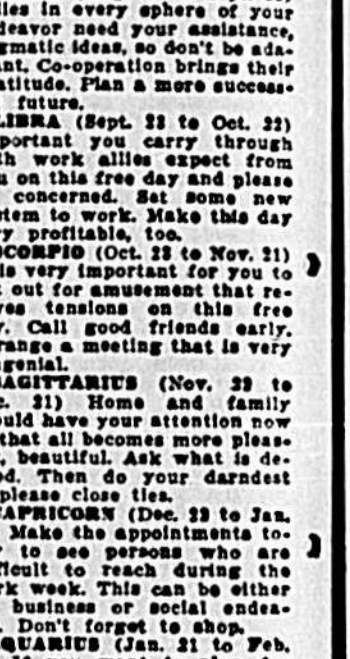 lies in every sphere of your
deavor need your assistance,
gmatic ideas, so don't be ada-
ant. Co-operation brings their
atitude. Plan a more success-
future.
LIBRA (Sept. 23 to Oct. 22)
portant you carry through
th work allies expect from
u on this free day and please
concerned. Set some new
stem to work. Make this day
ry profitable, too.
SCORPIO (Oct. 23 to Nov. 21)
is very important for you to
t out for amusement that re-
ves tensions on this free
y. Call good friends early.
range a meeting that is very
genial.
SAGITTARIUS (Nov. 22 to
c. 21) Home and family
ould have your attention now
that all becomes more pleas-
, beautiful. Ask what is de-
ed. Then do your darndest
please close ties.
CAPRICORN (Dec. 22 to Jan.
Make the appointments to-
y to see persons who are
ficult to reach during the
rk week. This can be either
business or social endea-
. Don't forget to shop.
QUARIUS (Jan. 21 to Feb.